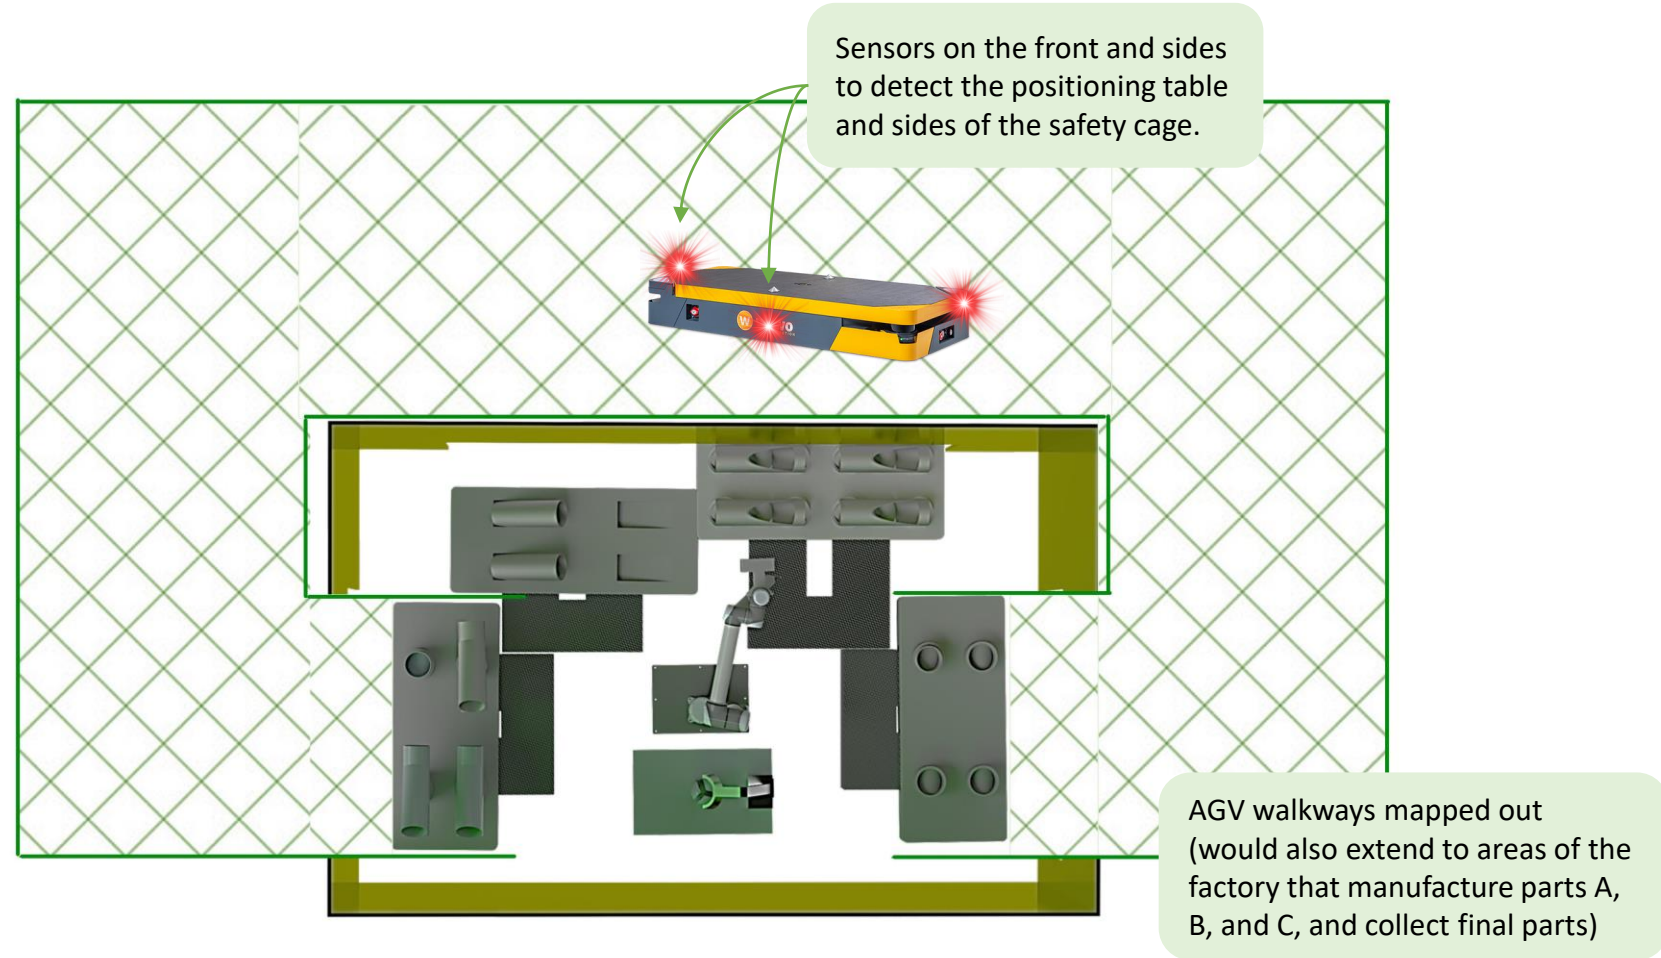 Sensors on the front and sides
to detect the positioning table
and sides of the safety cage.
W
AGV walkways mapped out
(would also extend to areas of the
factory that manufacture parts A,
B, and C, and collect final parts)